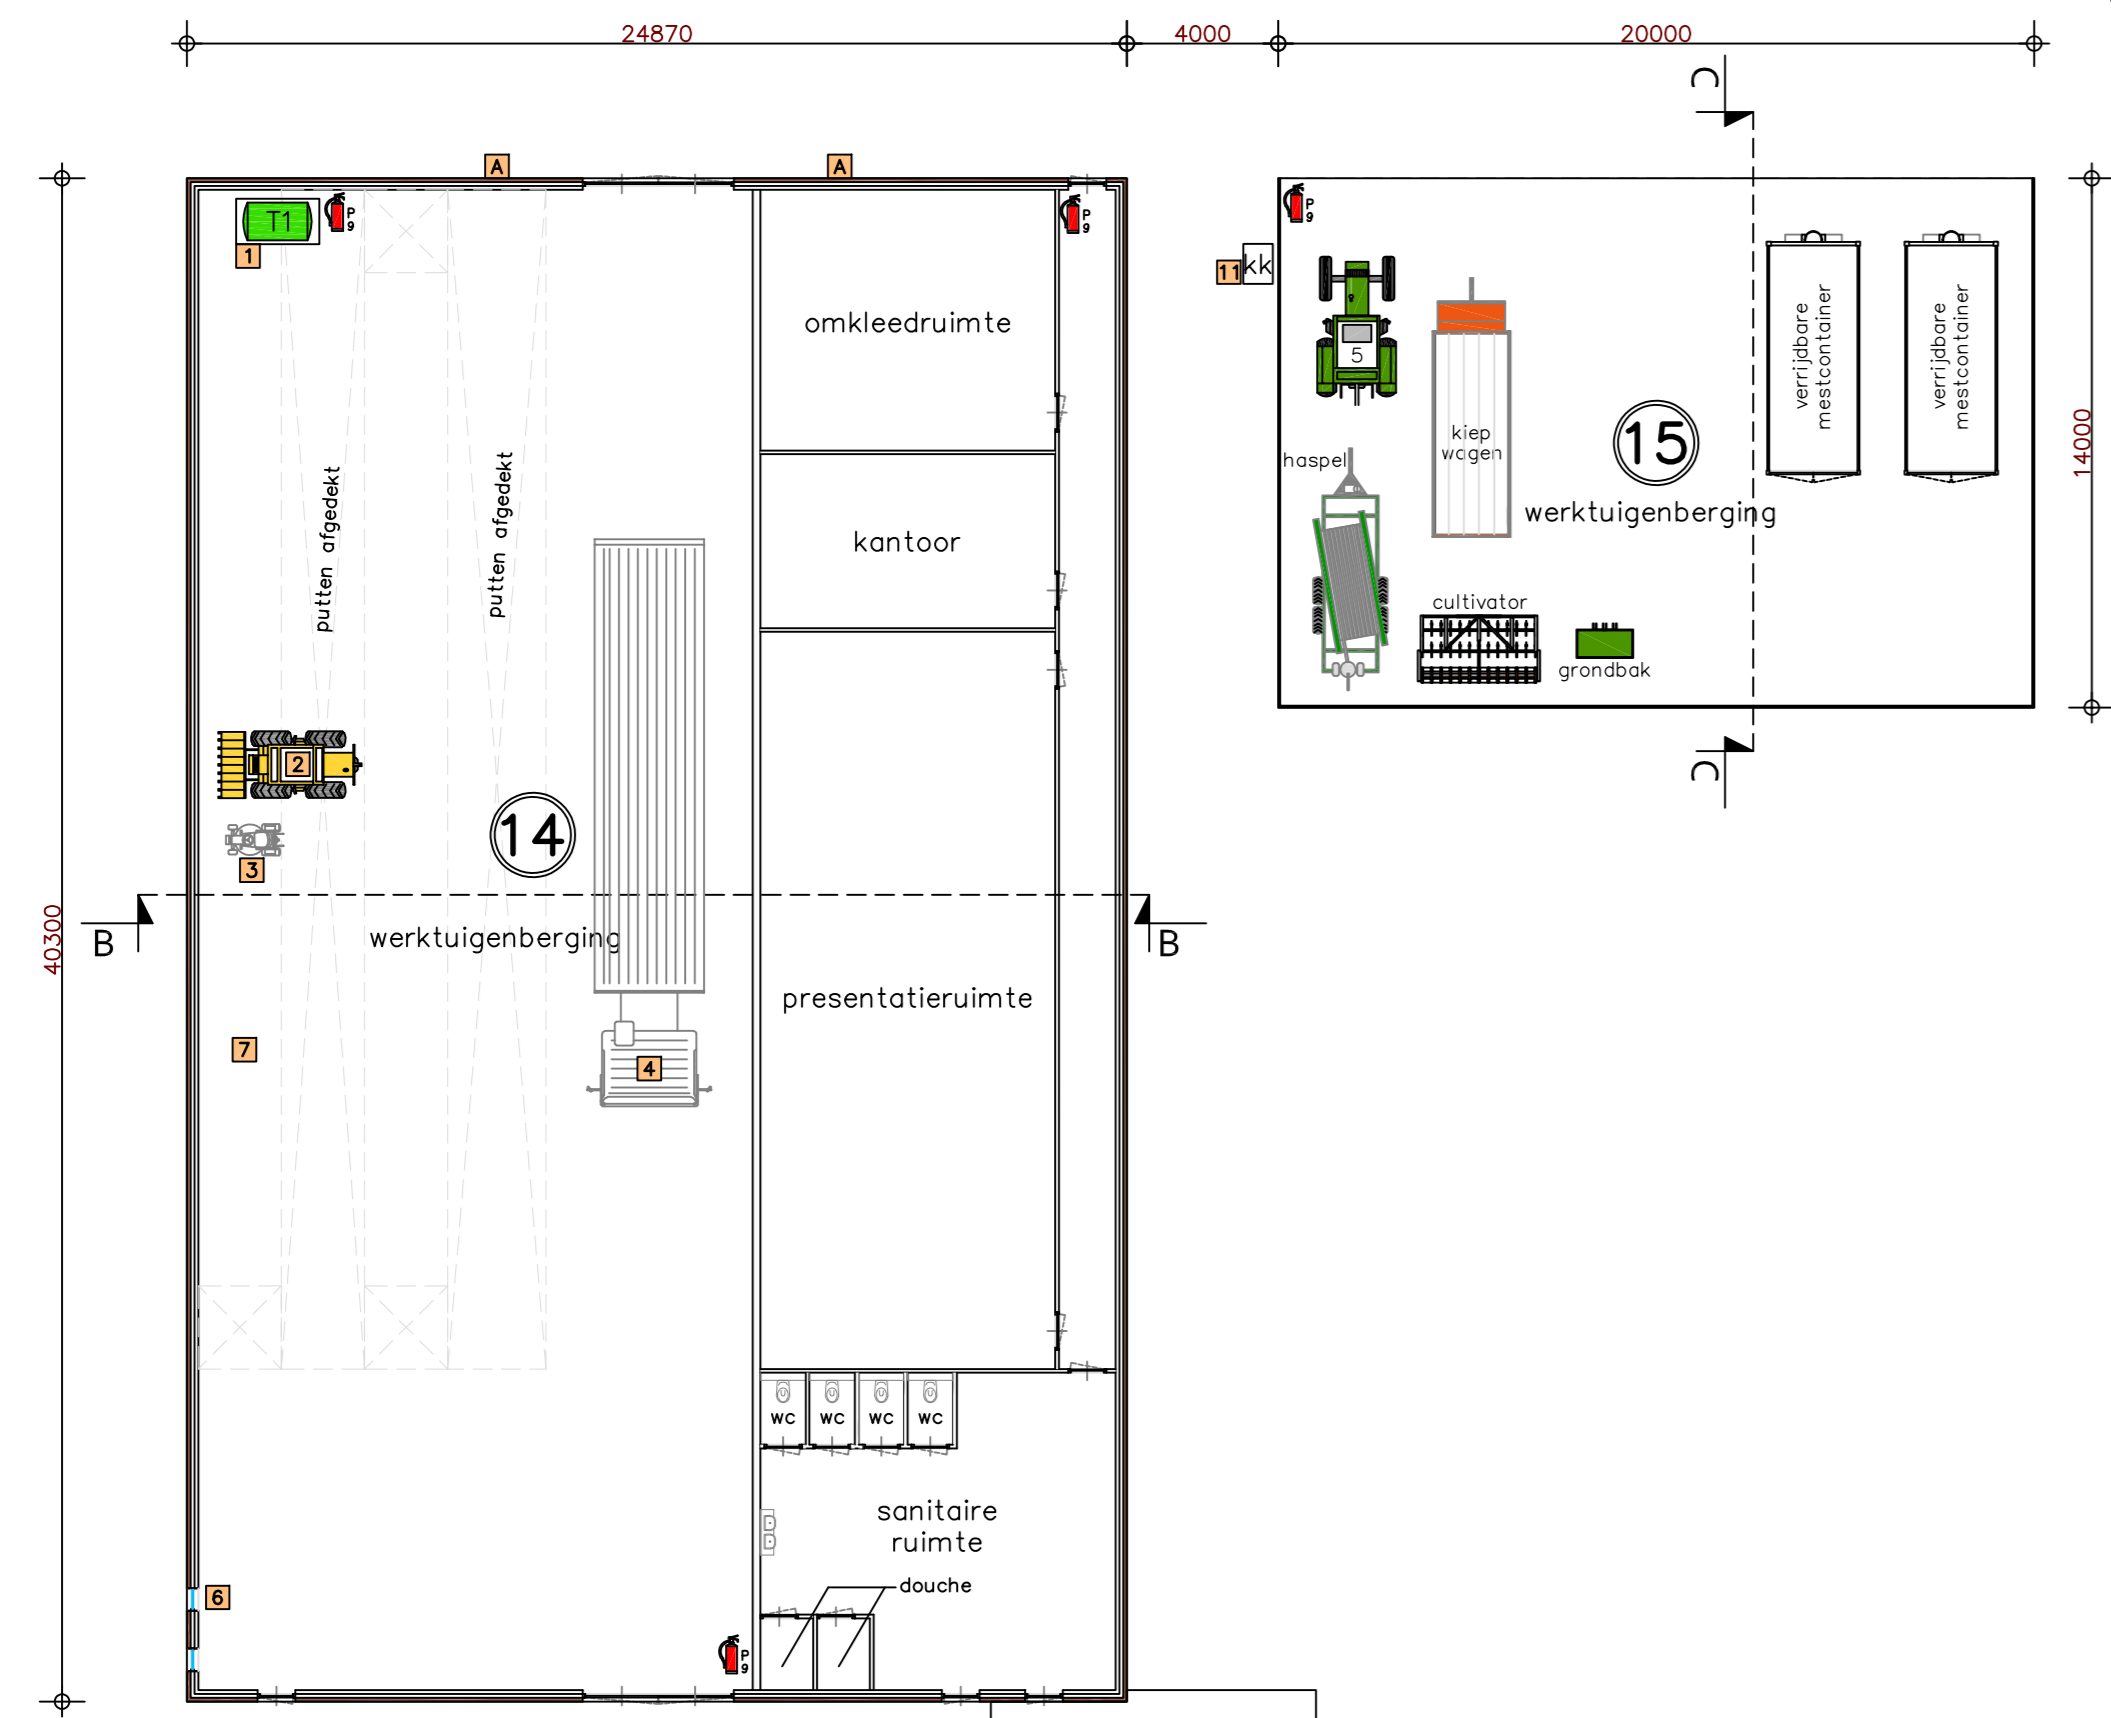 24870
4000
20000
C
A
A
T1
P
9
1
P
9
P
9
11
kk
omkleedruimte
5
verrijdbare
mestcontainer
verrijdbare
mestcontainer
14000
kiep
wagen
15
haspel
werktuigenberging
putten afgedekt
putten afgedekt
kantoor
cultivator
grondbak
2
C
14
3
40300
B
B
werktuigenberging
presentatieruimte
7
4
WC
WC
WC
WC
sanitaire
ruimte
douche
6
P
9